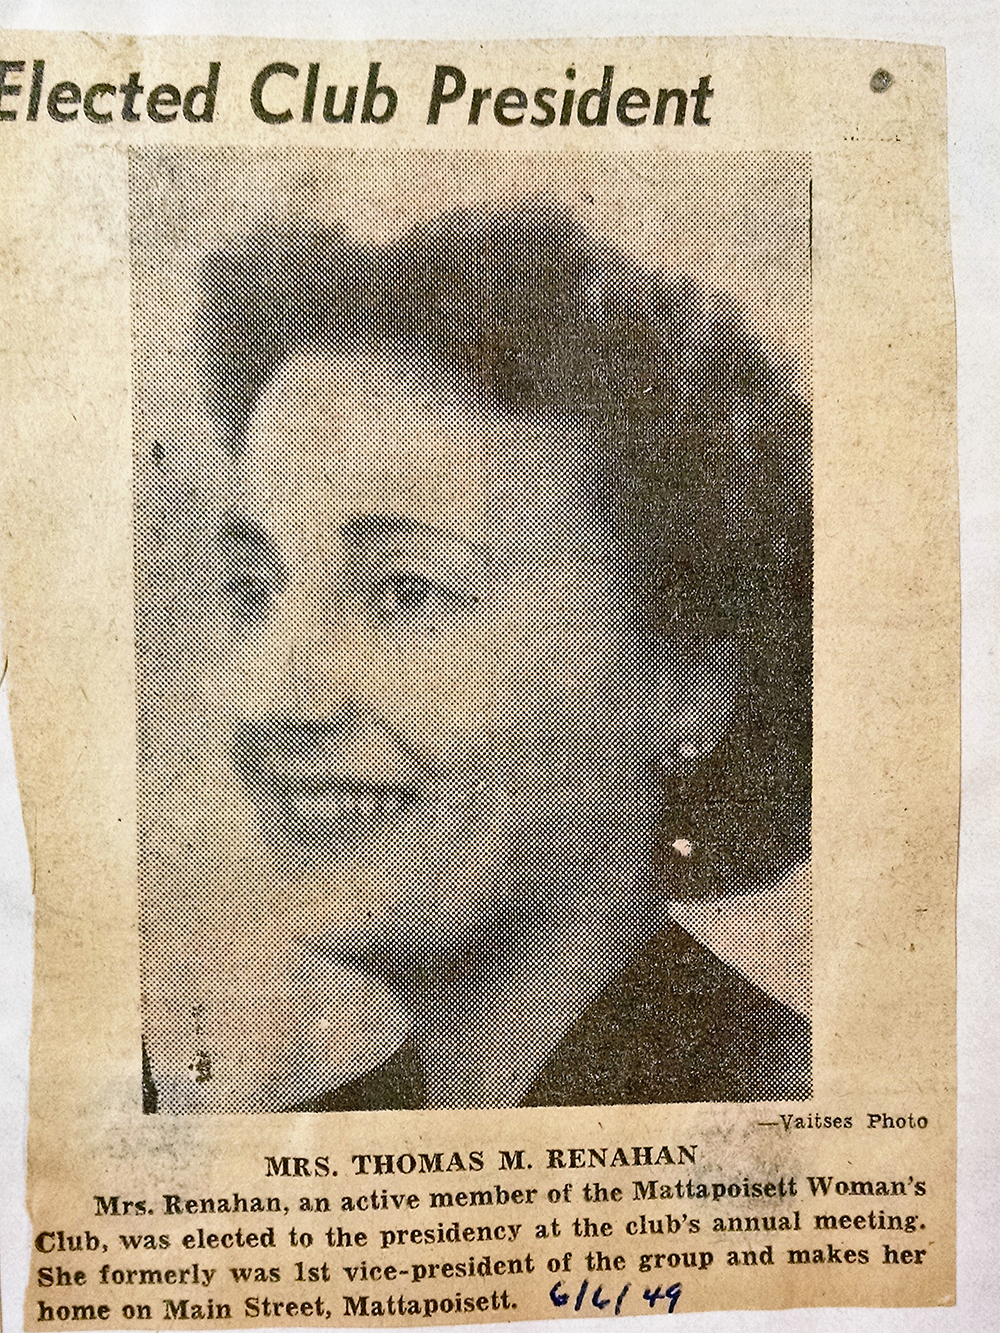 Elected Club President
—Vaitses Photo
MRS. THOMAS M. RENAHAN
Mrs. Renahan, an active member of the Mattapoisett Woman's
Club, was elected to the presidency at the club's annual meeting.
She formerly was 1st vice-president of the group and makes her
home on Main Street, Mattapoisett. 6/6/49